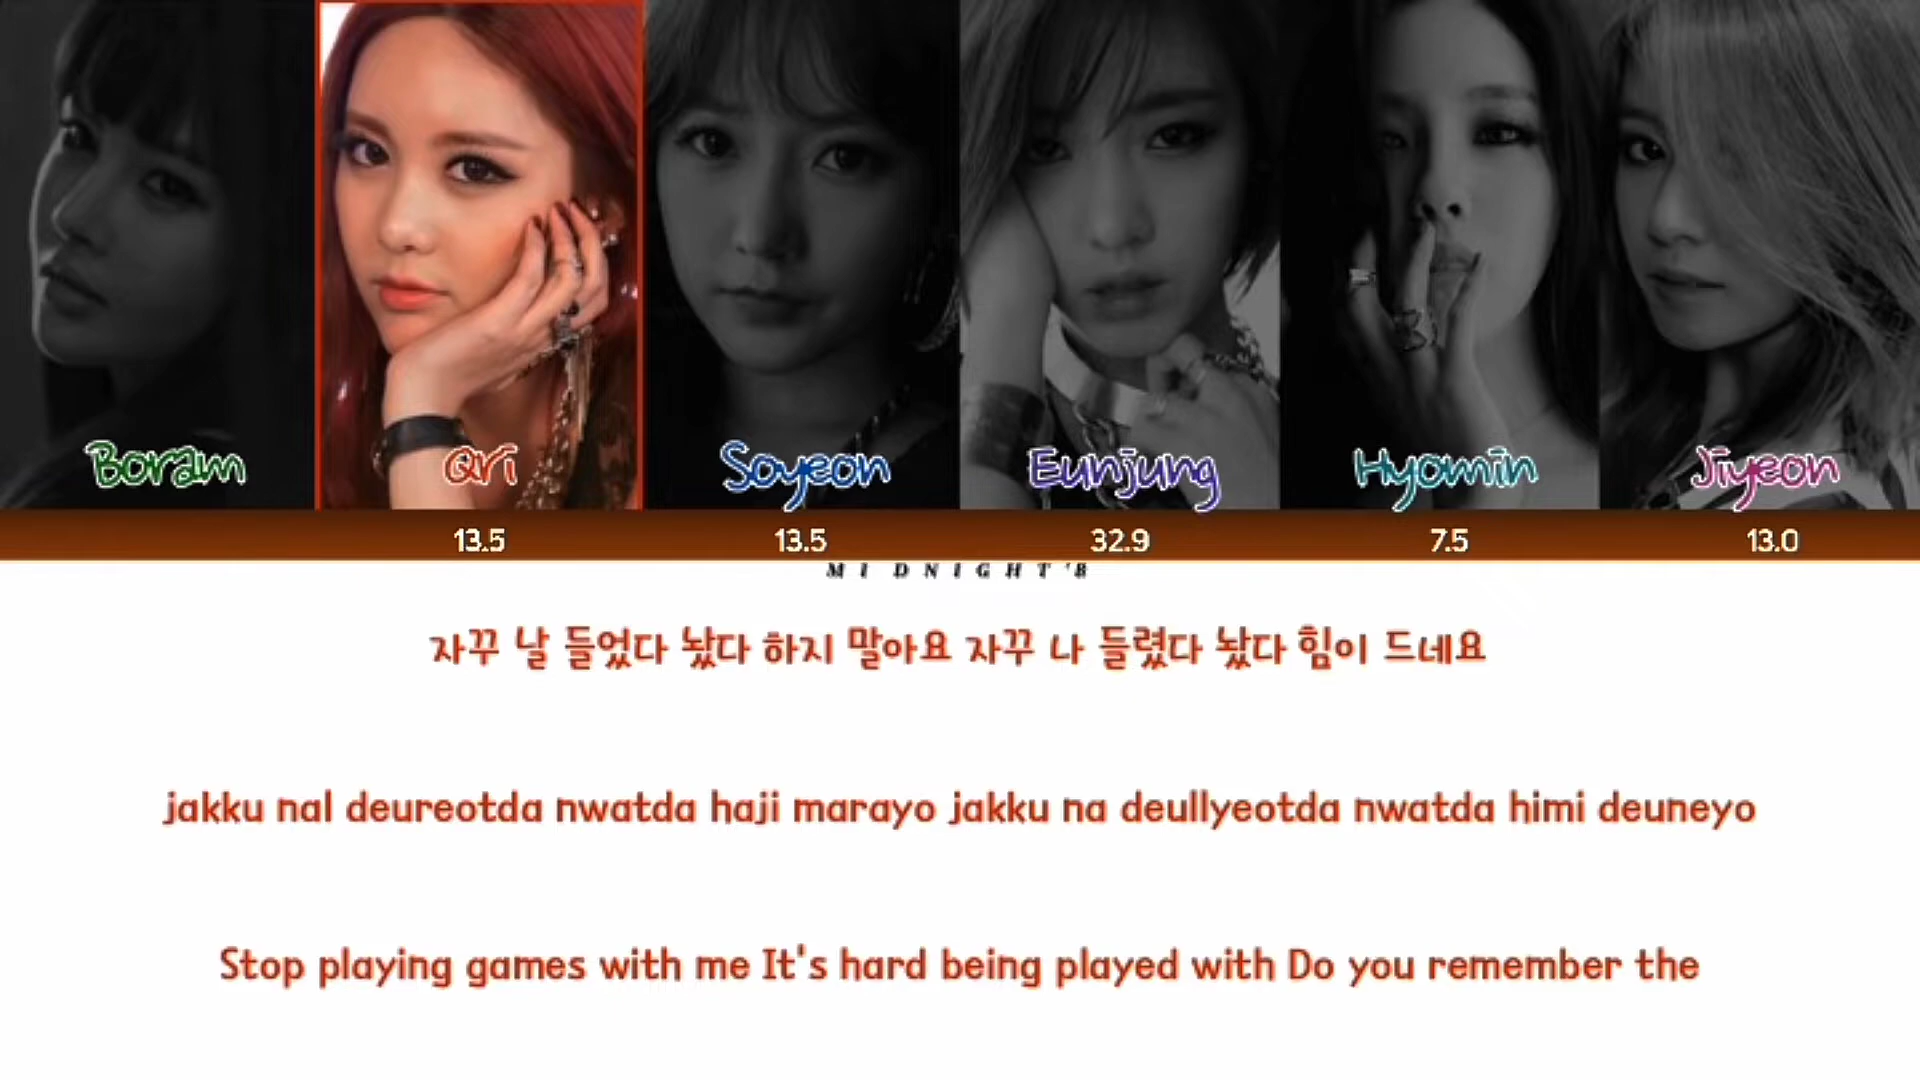 Boram
Qri
Soyeon
Eunjung
Hyomin
Jiyeon
13.5
13.5
32.9
7.5
13.0
MIDNIGHT'B
자꾸 날 들었다 놨다 하지 말아요 자꾸 나 들렸다 놨다 힘이 드네요
jakku nal deureotda nwatda haji marayo jakku na deullyeotda nwatda himi deuneyo
Stop playing games with me It's hard being played with Do you remember the